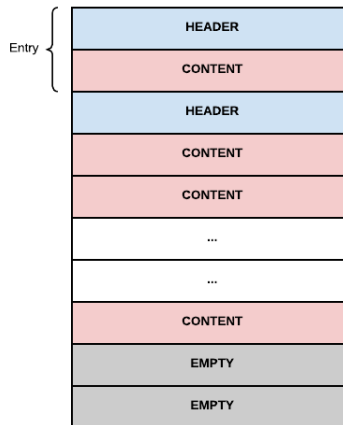 Entry
HEADER
CONTENT
HEADER
CONTENT
CONTENT
...
...
CONTENT
EMPTY
EMPTY